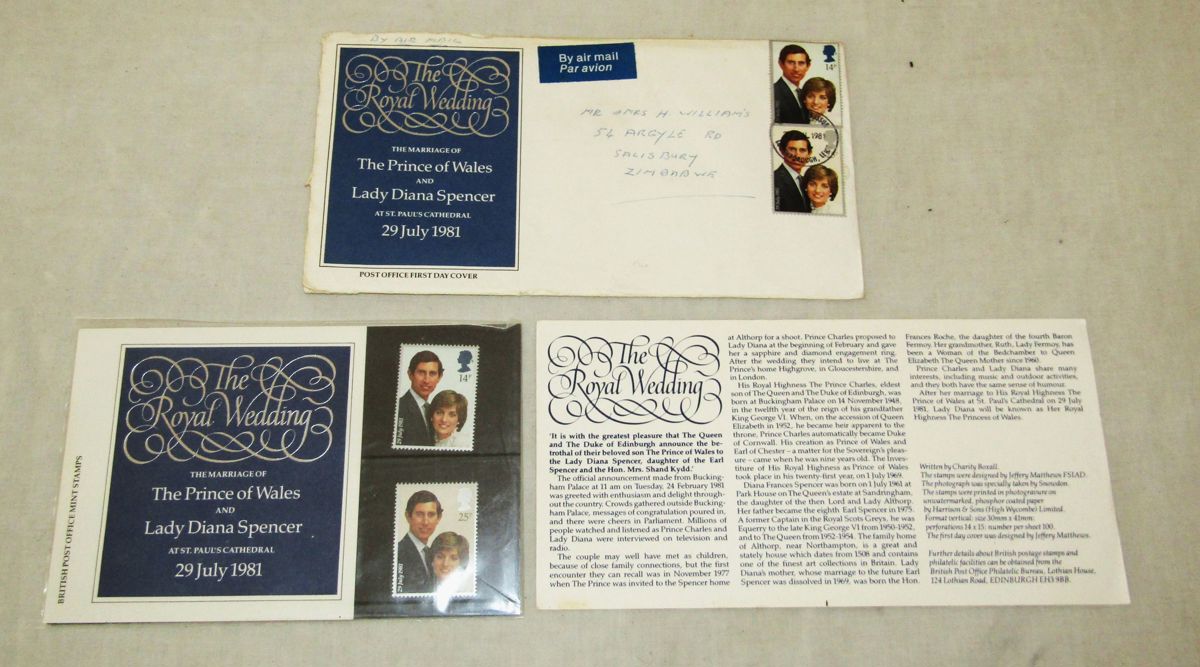 BY AIR MAIL
The
Royal Wedding
THE MARRIAGE OF
The Prince of Wales
AND
Lady Diana Spencer
AT ST. PAUL'S CATHEDRAL
29 July 1981
POST OFFICE FIRST DAY COVER
By air mail
Par avion
MR &MRS H. WILLIAM'S
54 ARGYLE RD
SALISBURY
ZIMBABWE
14P
1981
BRITISH POST OFFICE MINT STAMPS
The
Royal Wedding
THE MARRIAGE OF
The Prince of Wales
AND
Lady Diana Spencer
AT ST. PAUL'S CATHEDRAL
29 July 1981
14P
29 July 1981
25P
29 July 1981
The
Royal Wedding
'It is with the greatest pleasure that The Queen
and The Duke of Edinburgh announce the be-
trothal of their beloved son The Prince of Wales to
the Lady Diana Spencer, daughter of the Earl
Spencer and the Hon. Mrs. Shand Kydd.'
The official announcement made from Bucking-
ham Palace at 11 am on Tuesday, 24 February 1981
was greeted with enthusiasm and delight through-
out the country. Crowds gathered outside Bucking-
ham Palace, messages of congratulation poured in,
and there were cheers in Parliament. Millions of
people watched and listened as Prince Charles and
Lady Diana were interviewed on television and
radio.
The couple may well have met as children,
because of close family connections, but the first
encounter they can recall was in November 1977
when The Prince was invited to the Spencer home
at Althorp for a shoot. Prince Charles proposed to
Lady Diana at the beginning of February and gave
her a sapphire and diamond engagement ring.
After the wedding they intend to live at The
Prince's home Highgrove, in Gloucestershire, and
in London.
His Royal Highness The Prince Charles, eldest
son of The Queen and The Duke of Edinburgh, was
born at Buckingham Palace on 14 November 1948,
in the twelfth year of the reign of his grandfather
King George VI. When, on the accession of Queen
Elizabeth in 1952, he became heir apparent to the
throne, Prince Charles automatically became Duke
of Cornwall. His creation as Prince of Wales and
Earl of Chester – a matter for the Sovereign's pleas-
ure – came when he was nine years old. The Inves-
titure of His Royal Highness as Prince of Wales
took place in his twenty-first year, on 1 July 1969.
Diana Frances Spencer was born on 1 July 1961 at
Park House on The Queen's estate at Sandringham,
the daughter of the then Lord and Lady Althorp.
Her father became the eighth Earl Spencer in 1975.
A former Captain in the Royal Scots Greys, he was
Equerry to the late King George VI from 1950-1952,
and to The Queen from 1952-1954. The family home
of Althorp, near Northampton, is a great and
stately house which dates from 1508 and contains
one of the finest art collections in Britain. Lady
Diana's mother, whose marriage to the future Earl
Spencer was dissolved in 1969, was born the Hon.
Frances Roche, the daughter of the fourth Baron
Fermoy. Her grandmother, Ruth, Lady Fermoy, has
been a Woman of the Bedchamber to Queen
Elizabeth The Queen Mother since 1960.
Prince Charles and Lady Diana share many
interests, including music and outdoor activities,
and they both have the same sense of humour.
After her marriage to His Royal Highness The
Prince of Wales at St. Paul's Cathedral on 29 July
1981, Lady Diana will be known as Her Royal
Highness The Princess of Wales.
Written by Charity Boxall.
The stamps were designed by Jeffery Matthews FSIAD.
The photograph was specially taken by Snowdon.
The stamps were printed in photogravure on
unwatermarked, phosphor coated paper
by Harrison & Sons (High Wycombe) Limited.
Format vertical: size 30mm x 41mm:
perforations 14 x 15: number per sheet 100.
The first day cover was designed by Jeffery Matthews.
Further details about British postage stamps and
philatelic facilities can be obtained from the
British Post Office Philatelic Bureau, Lothian House,
124 Lothian Road, EDINBURGH EH3 9BB.